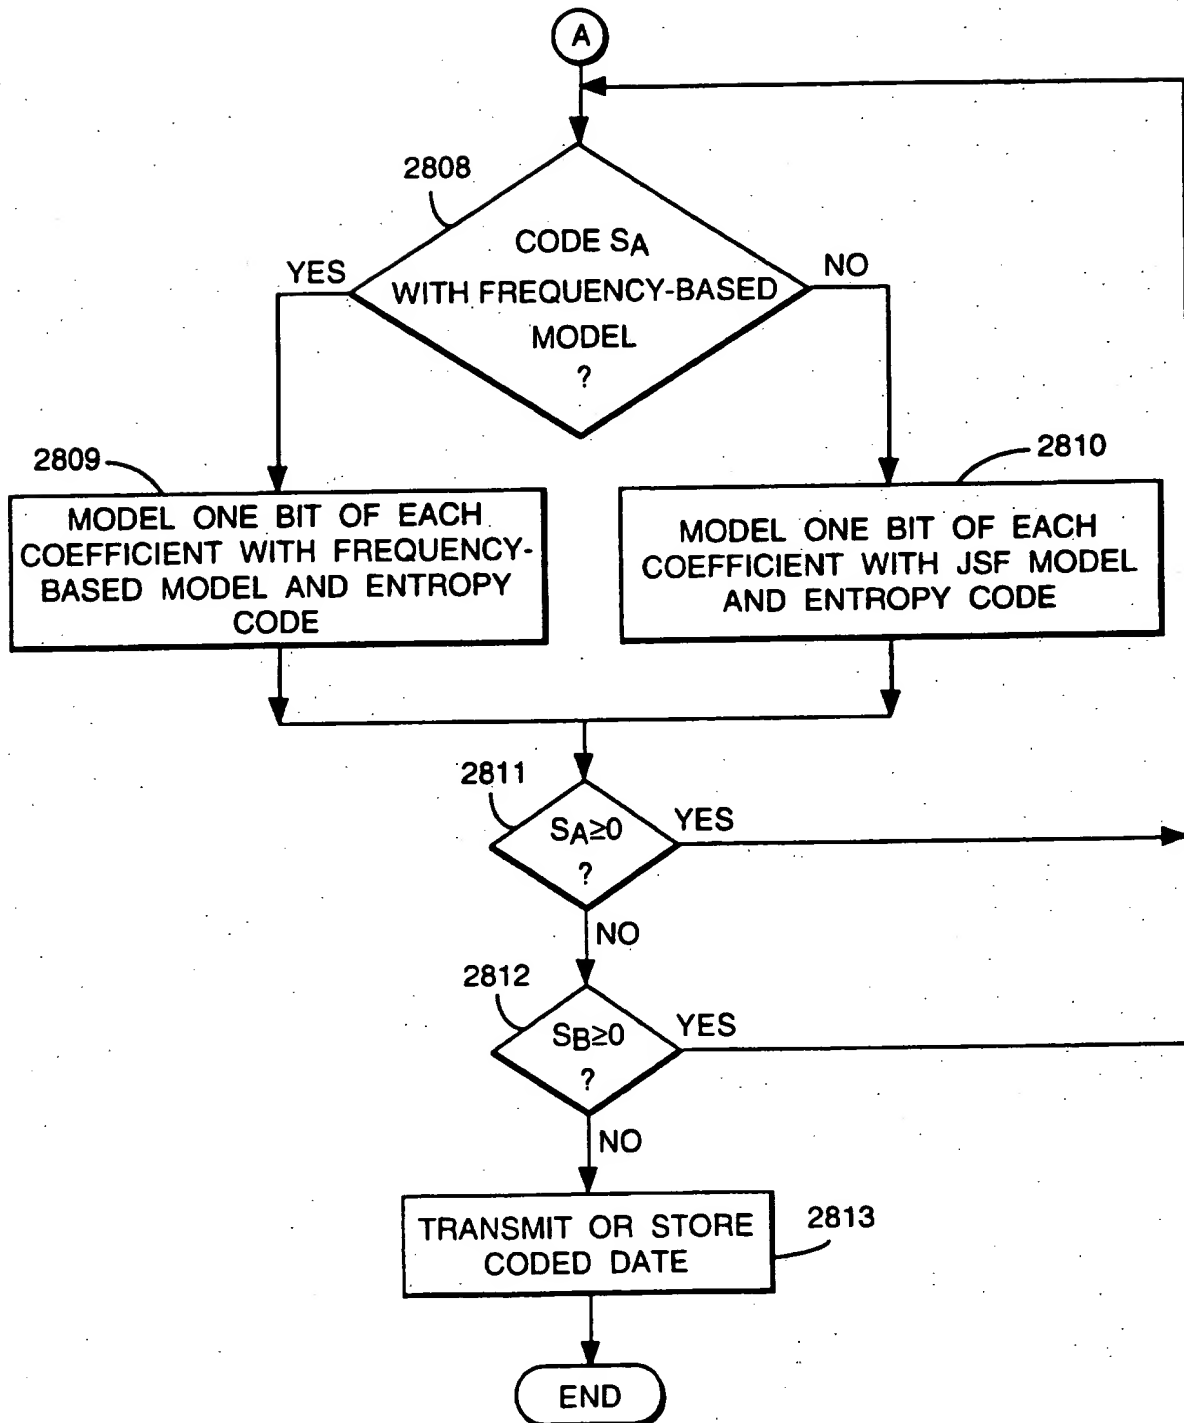 A
2808
CODE SA
WITH FREQUENCY-BASED
MODEL
?
YES
NO
2809
MODEL ONE BIT OF EACH
COEFFICIENT WITH FREQUENCY-
BASED MODEL AND ENTROPY
CODE
2810
MODEL ONE BIT OF EACH
COEFFICIENT WITH JSF MODEL
AND ENTROPY CODE
2811
SA≥0
?
YES
NO
2812
SB≥0
?
YES
NO
TRANSMIT OR STORE
CODED DATE
2813
END